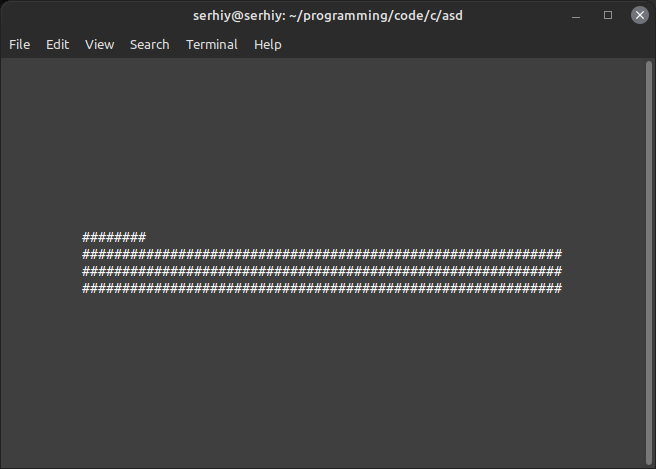 serhiy@serhiy: ~/programming/code/c/asd
File Edit View Search Terminal Help
########
############################################################
############################################################
############################################################